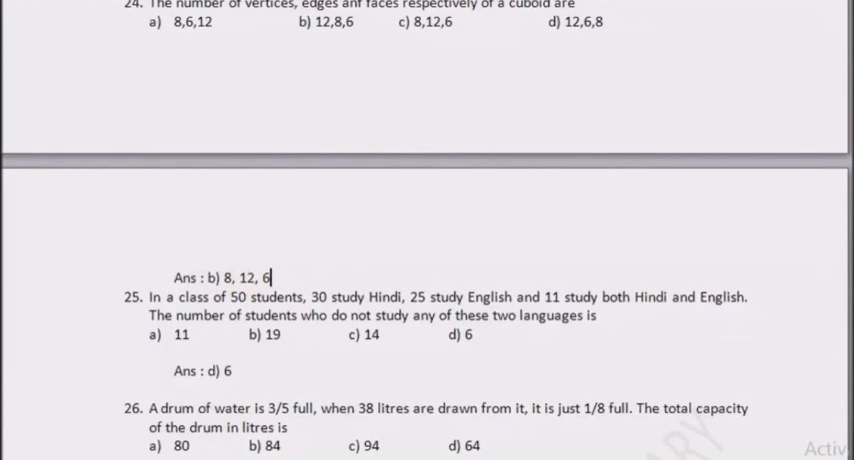 24. The number of vertices, edges anf faces respectively of a cuboid are
a) 8,6,12 b) 12,8,6 c) 8,12,6 d) 12,6,8
Ans : b) 8, 12, 6
25. In a class of 50 students, 30 study Hindi, 25 study English and 11 study both Hindi and English.
The number of students who do not study any of these two languages is
a) 11 b) 19 c) 14 d) 6
Ans : d) 6
26. A drum of water is 3/5 full, when 38 litres are drawn from it, it is just 1/8 full. The total capacity
of the drum in litres is
a) 80 b) 84 c) 94 d) 64
Activ